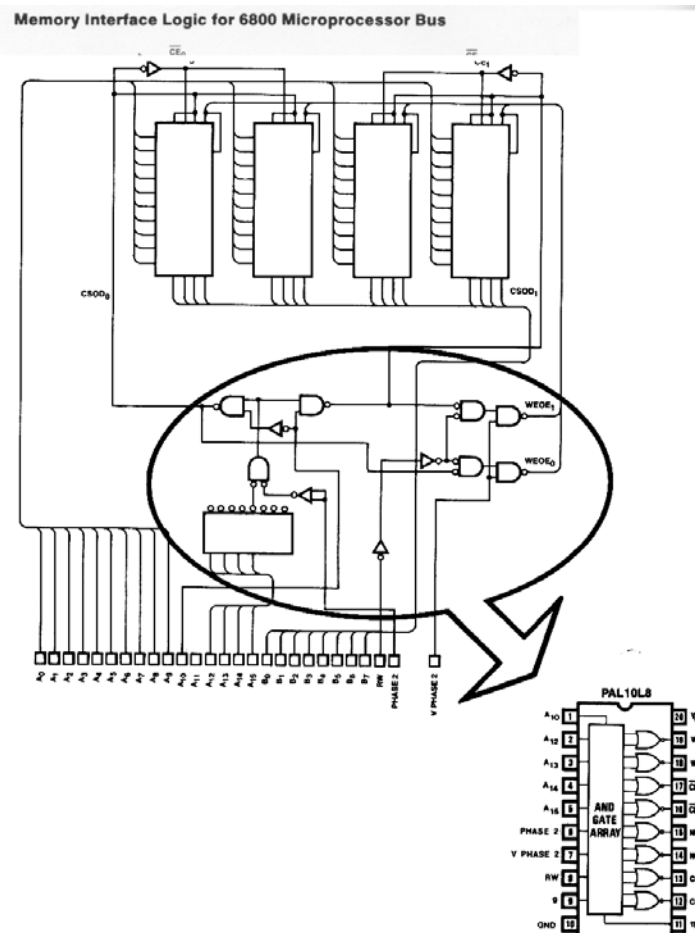 Memory Interface Logic for 6800 Microprocessor Bus
CSOD0
CSOD1
WEOE1
WEOE0
A0 A1 A2 A3 A4 A5 A6 A7 A8 A9 A10 A11 A12 A13 A14 A15 B0 B1 B2 B3 B4 B5 B6 B7 RW PHASE 2 V PHASE 2
PAL10L8
A10 1 20
A12 2 19
A13 3 18
A14 4 17
A15 5 16
AND
GATE
ARRAY
PHASE 2 6 15
V PHASE 2 7 14
RW 8 13
9 9 12
GND 10 11